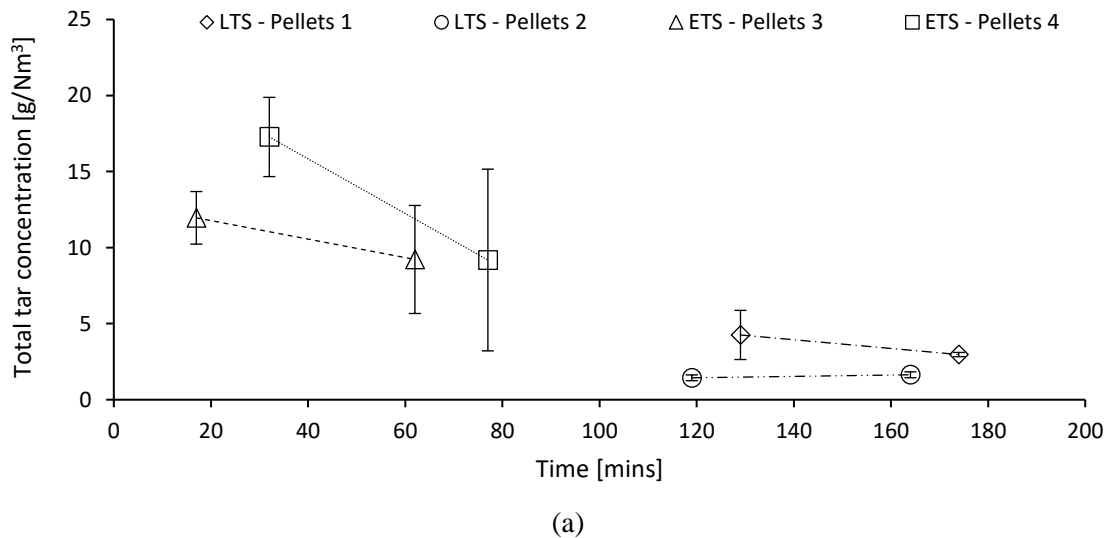 LTS - Pellets 1 LTS - Pellets 2 ETS - Pellets 3 ETS - Pellets 4
Total tar concentration [g/Nm³]
25
20
15
10
5
0
0 20 40 60 80 100 120 140 160 180 200
Time [mins]
(a)